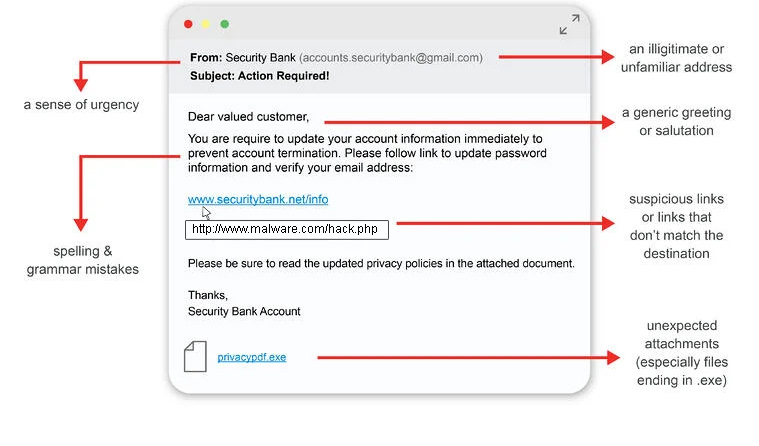 From: Security Bank (accounts.securitybank@gmail.com)
Subject: Action Required!
an illigitimate or
unfamiliar address
a sense of urgency
Dear valued customer,
a generic greeting
or salutation
You are require to update your account information immediately to
prevent account termination. Please follow link to update password
information and verify your email address:
spelling &
grammar mistakes
www.securitybank.net/info
http://www.malware.com/hack.php
suspicious links
or links that
don't match the
destination
Please be sure to read the updated privacy policies in the attached document.
Thanks,
Security Bank Account
privacypdf.exe
unexpected
attachments
(especially files
ending in .exe)